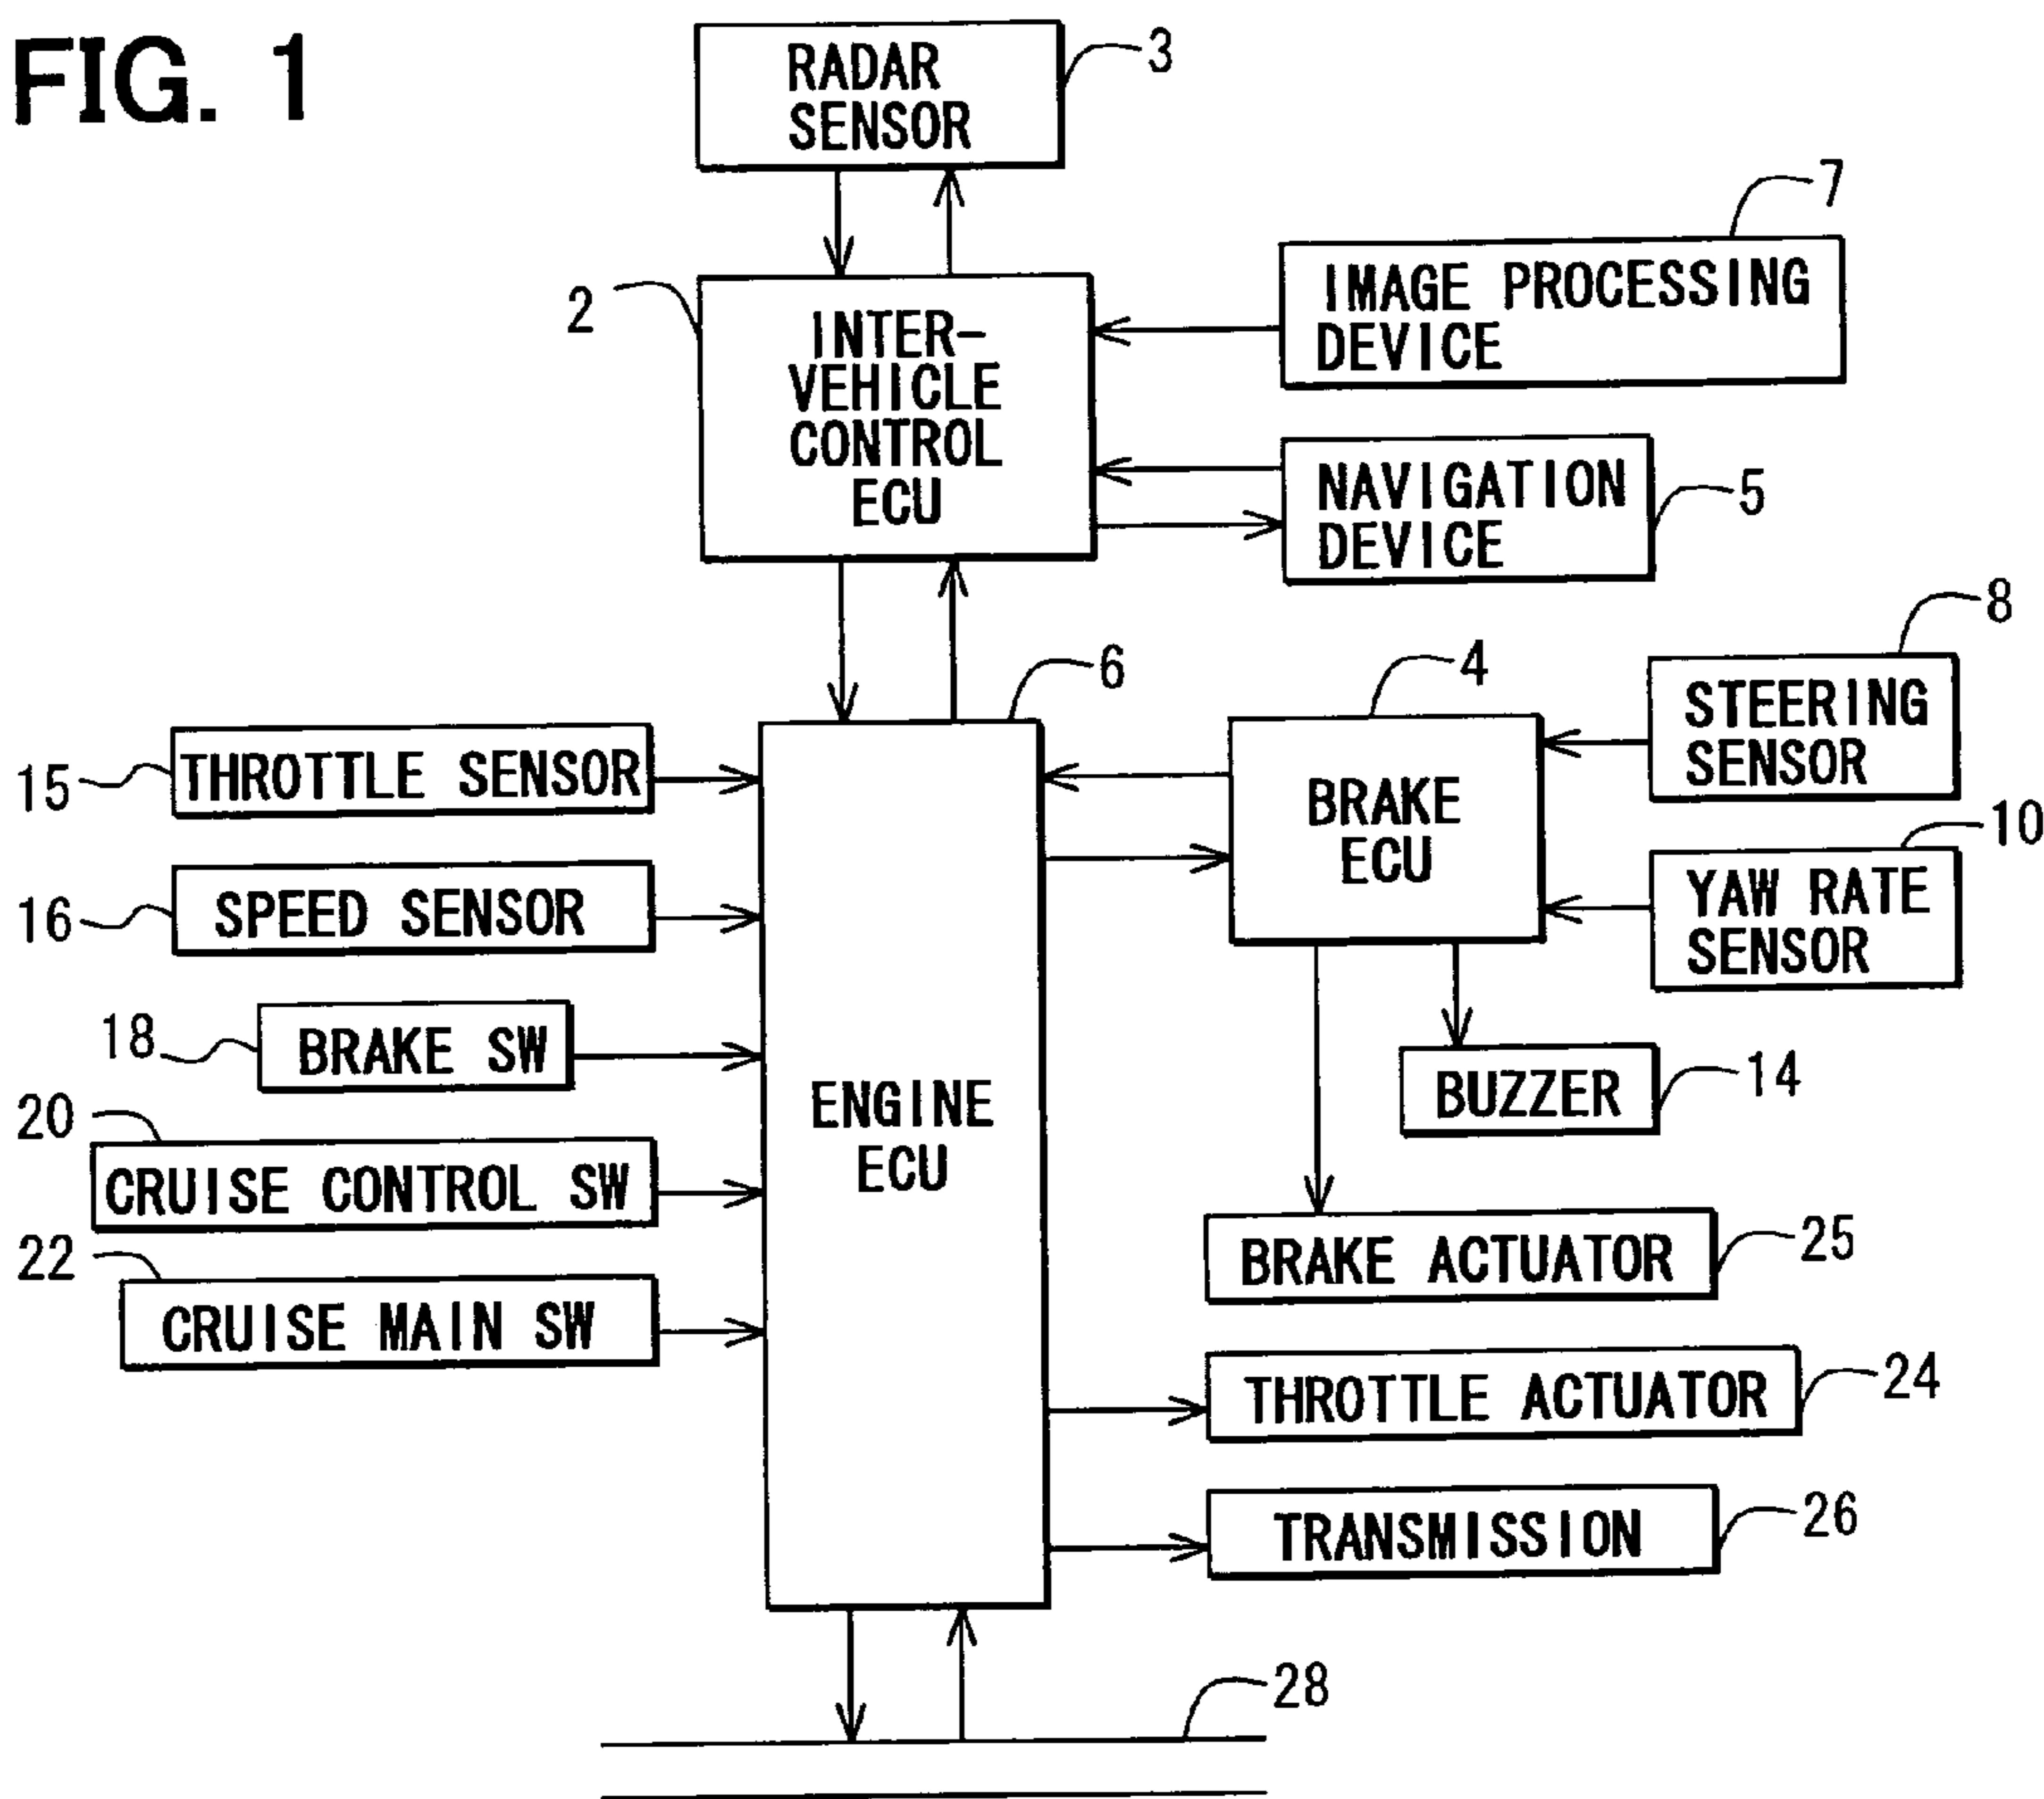 FIG. 1
RADAR
SENSOR
3
7
IMAGE PROCESSING
DEVICE
2
INTER-
VEHICLE
CONTROL
ECU
NAVIGATION
DEVICE
5
8
6
4
STEERING
SENSOR
15
THROTTLE SENSOR
BRAKE
ECU
10
YAW RATE
SENSOR
16
SPEED SENSOR
18
BRAKE SW
BUZZER
14
20
CRUISE CONTROL SW
ENGINE
ECU
22
CRUISE MAIN SW
BRAKE ACTUATOR
25
THROTTLE ACTUATOR
24
TRANSMISSION
26
28